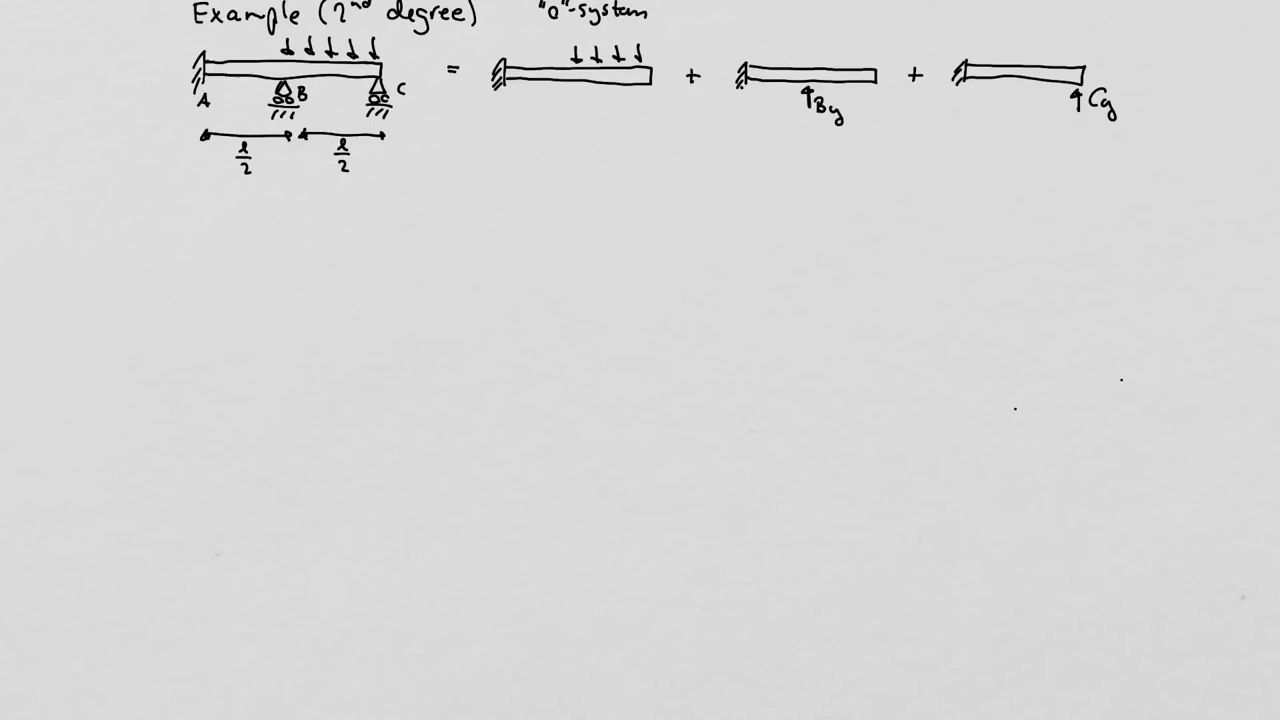 Example (2nd degree) "0"-system
= + +
A B C By Cy
l/2 l/2